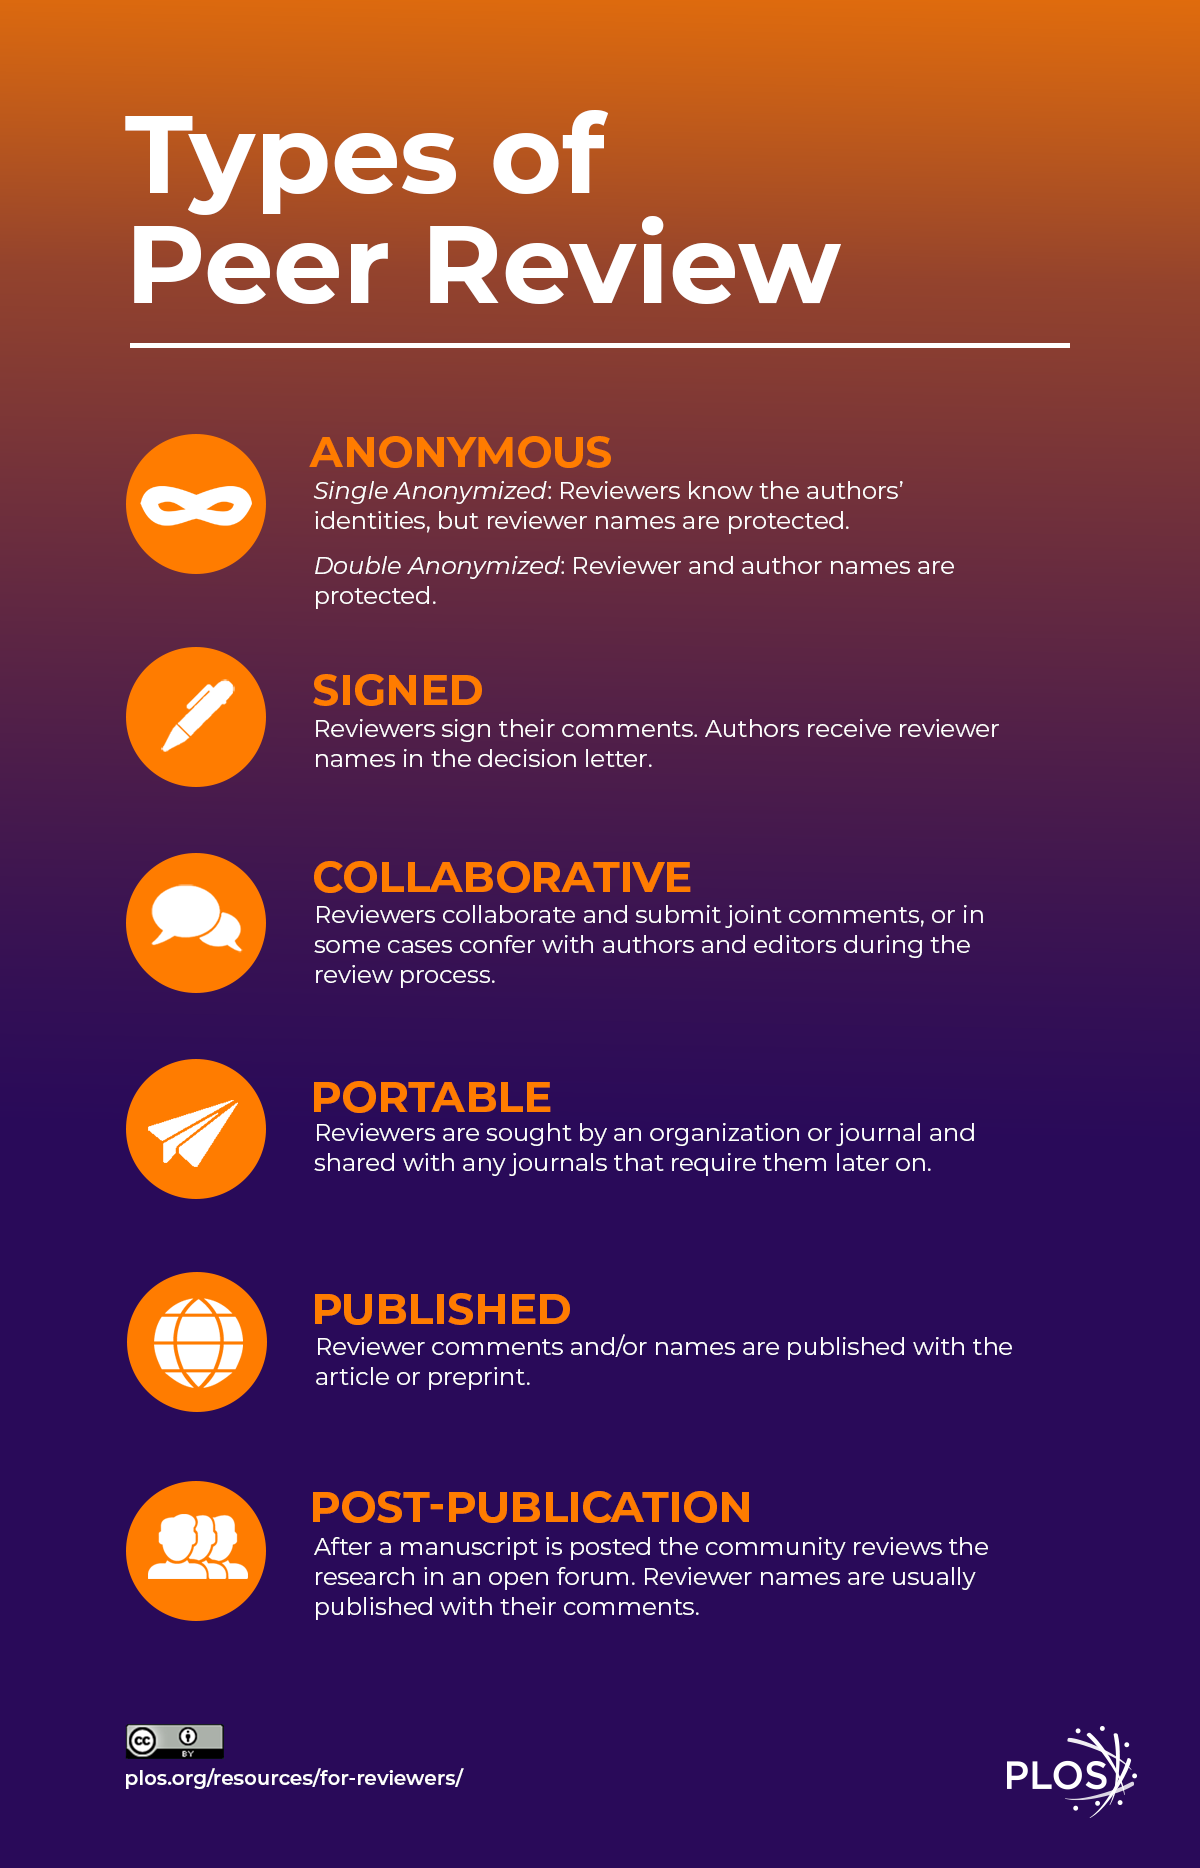 Types of
Peer Review
ANONYMOUS
Single Anonymized: Reviewers know the authors’
identities, but reviewer names are protected.
Double Anonymized: Reviewer and author names are
protected.
SIGNED
Reviewers sign their comments. Authors receive reviewer
names in the decision letter.
COLLABORATIVE
Reviewers collaborate and submit joint comments, or in
some cases confer with authors and editors during the
review process.
PORTABLE
Reviewers are sought by an organization or journal and
shared with any journals that require them later on.
PUBLISHED
Reviewer comments and/or names are published with the
article or preprint.
POST-PUBLICATION
After a manuscript is posted the community reviews the
research in an open forum. Reviewer names are usually
published with their comments.
cc BY
plos.org/resources/for-reviewers/
PLOS